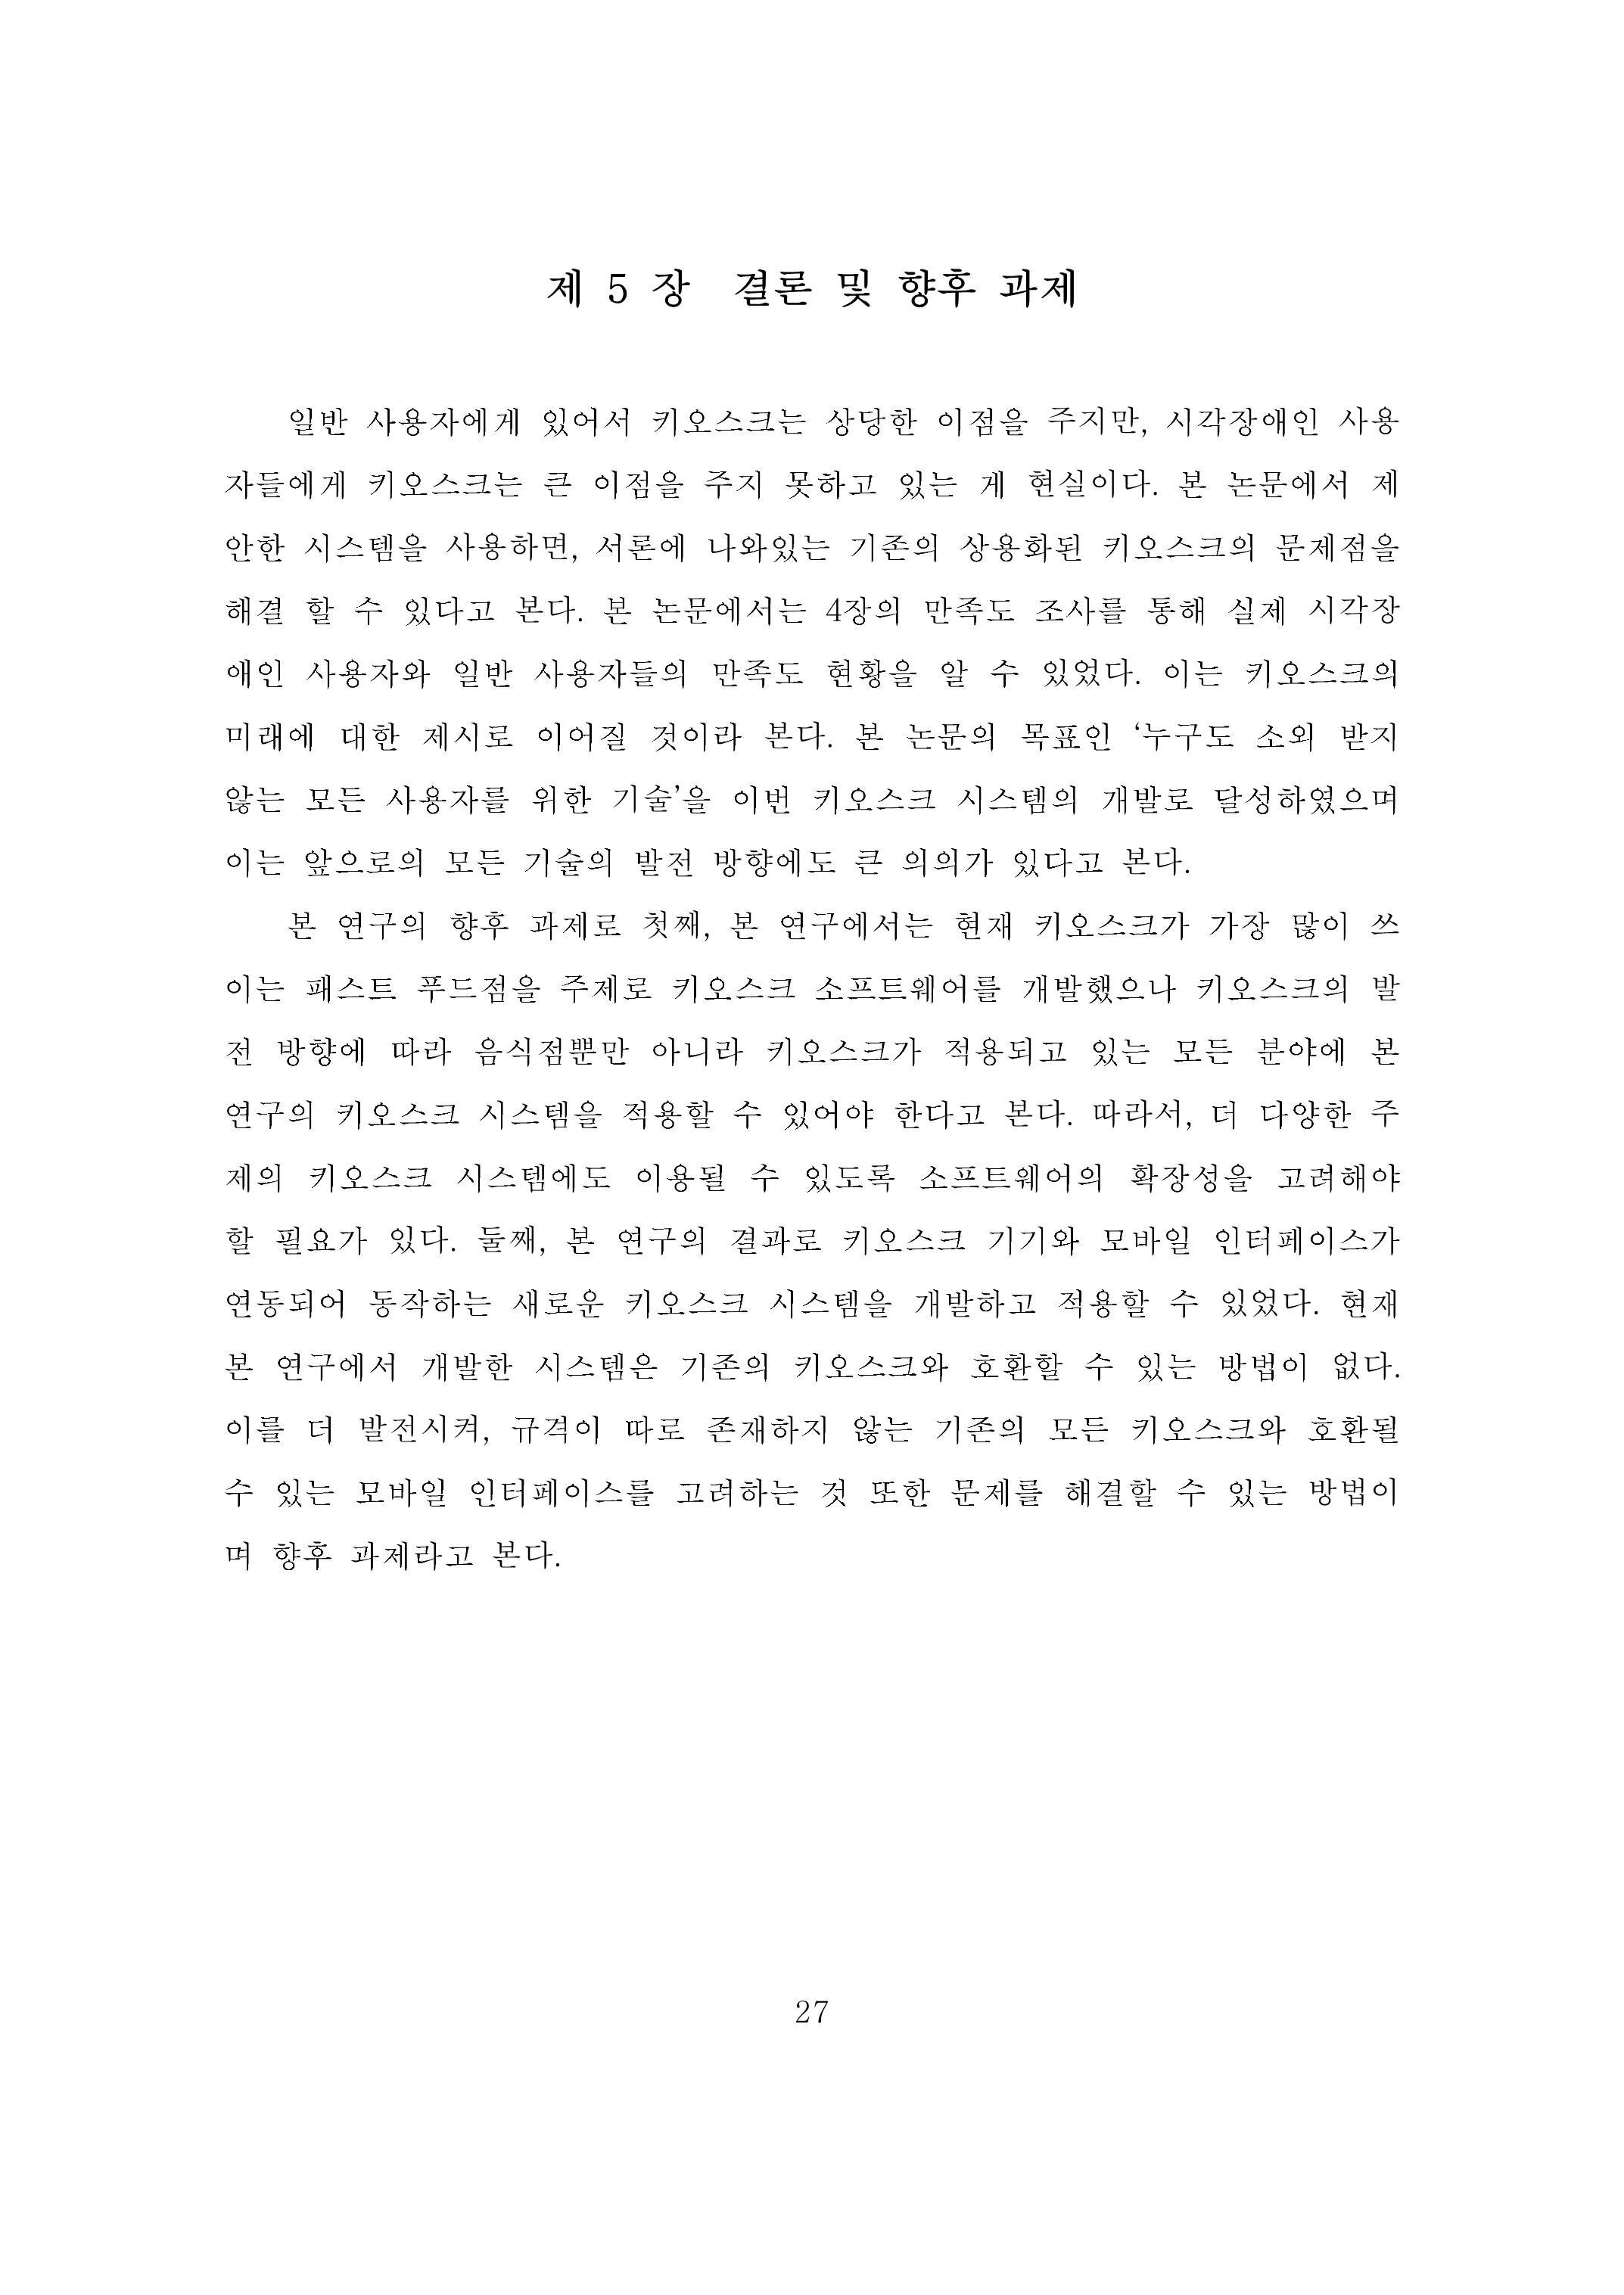 제 5 장 결론 및 향후 과제
일반 사용자에게 있어서 키오스크는 상당한 이점을 주지만, 시각장애인 사용
자들에게 키오스크는 큰 이점을 주지 못하고 있는 게 현실이다. 본 논문에서 제
안한 시스템을 사용하면, 서론에 나와있는 기존의 상용화된 키오스크의 문제점을
해결 할 수 있다고 본다. 본 논문에서는 4장의 만족도 조사를 통해 실제 시각장
애인 사용자와 일반 사용자들의 만족도 현황을 알 수 있었다. 이는 키오스크의
미래에 대한 제시로 이어질 것이라 본다. 본 논문의 목표인 ‘누구도 소외 받지
않는 모든 사용자를 위한 기술’을 이번 키오스크 시스템의 개발로 달성하였으며
이는 앞으로의 모든 기술의 발전 방향에도 큰 의의가 있다고 본다.
본 연구의 향후 과제로 첫째, 본 연구에서는 현재 키오스크가 가장 많이 쓰
이는 패스트 푸드점을 주제로 키오스크 소프트웨어를 개발했으나 키오스크의 발
전 방향에 따라 음식점뿐만 아니라 키오스크가 적용되고 있는 모든 분야에 본
연구의 키오스크 시스템을 적용할 수 있어야 한다고 본다. 따라서, 더 다양한 주
제의 키오스크 시스템에도 이용될 수 있도록 소프트웨어의 확장성을 고려해야
할 필요가 있다. 둘째, 본 연구의 결과로 키오스크 기기와 모바일 인터페이스가
연동되어 동작하는 새로운 키오스크 시스템을 개발하고 적용할 수 있었다. 현재
본 연구에서 개발한 시스템은 기존의 키오스크와 호환할 수 있는 방법이 없다.
이를 더 발전시켜, 규격이 따로 존재하지 않는 기존의 모든 키오스크와 호환될
수 있는 모바일 인터페이스를 고려하는 것 또한 문제를 해결할 수 있는 방법이
며 향후 과제라고 본다.
27